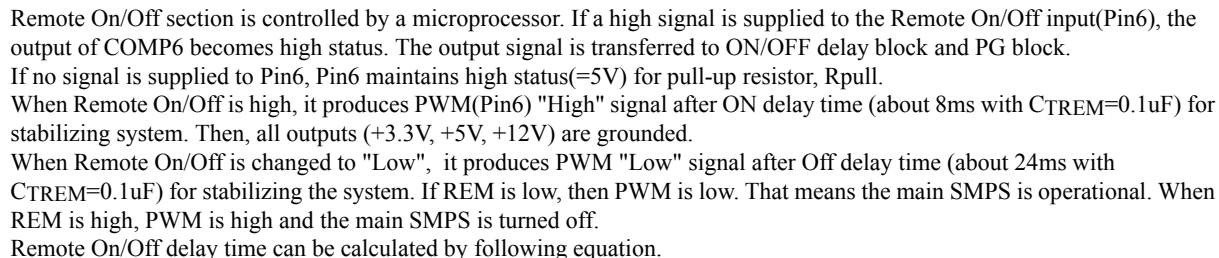 Remote On/Off section is controlled by a microprocessor. If a high signal is supplied to the Remote On/Off input(Pin6), the
output of COMP6 becomes high status. The output signal is transferred to ON/OFF delay block and PG block.
If no signal is supplied to Pin6, Pin6 maintains high status(=5V) for pull-up resistor, Rpull.
When Remote On/Off is high, it produces PWM(Pin6) "High" signal after ON delay time (about 8ms with CTREM=0.1uF) for
stabilizing system. Then, all outputs (+3.3V, +5V, +12V) are grounded.
When Remote On/Off is changed to "Low", it produces PWM "Low" signal after Off delay time (about 24ms with
CTREM=0.1uF) for stabilizing the system. If REM is low, then PWM is low. That means the main SMPS is operational. When
REM is high, PWM is high and the main SMPS is turned off.
Remote On/Off delay time can be calculated by following equation.